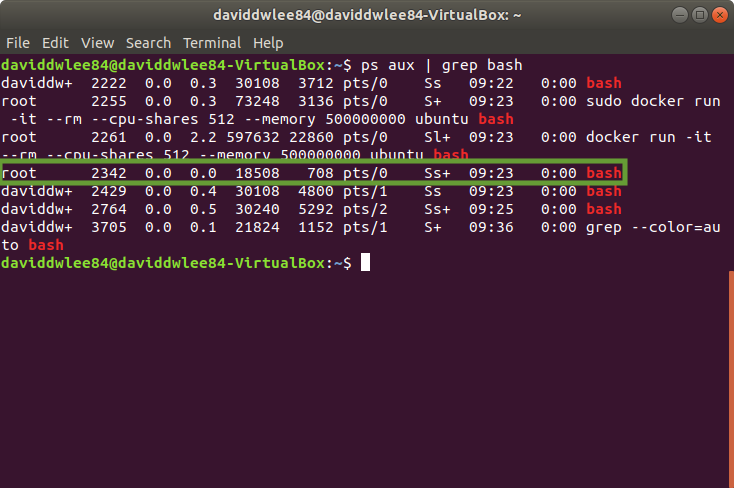 daviddwlee84@daviddwlee84-VirtualBox: ~
File Edit View Search Terminal Help
daviddwlee84@daviddwlee84-VirtualBox:~$ ps aux | grep bash
daviddw+  2222  0.0  0.3  30108  3712 pts/0    Ss   09:22   0:00 bash
root      2255  0.0  0.3  73248  3136 pts/0    S+   09:23   0:00 sudo docker run
 -it --rm --cpu-shares 512 --memory 500000000 ubuntu bash
root      2261  0.0  2.2 597632 22860 pts/0    Sl+  09:23   0:00 docker run -it
--rm --cpu-shares 512 --memory 500000000 ubuntu bash
root      2342  0.0  0.0  18508   708 pts/0    Ss+  09:23   0:00 bash
daviddw+  2429  0.0  0.4  30108  4800 pts/1    Ss   09:23   0:00 bash
daviddw+  2764  0.0  0.5  30240  5292 pts/2    Ss+  09:25   0:00 bash
daviddw+  3705  0.0  0.1  21824  1152 pts/1    S+   09:36   0:00 grep --color=au
to bash
daviddwlee84@daviddwlee84-VirtualBox:~$